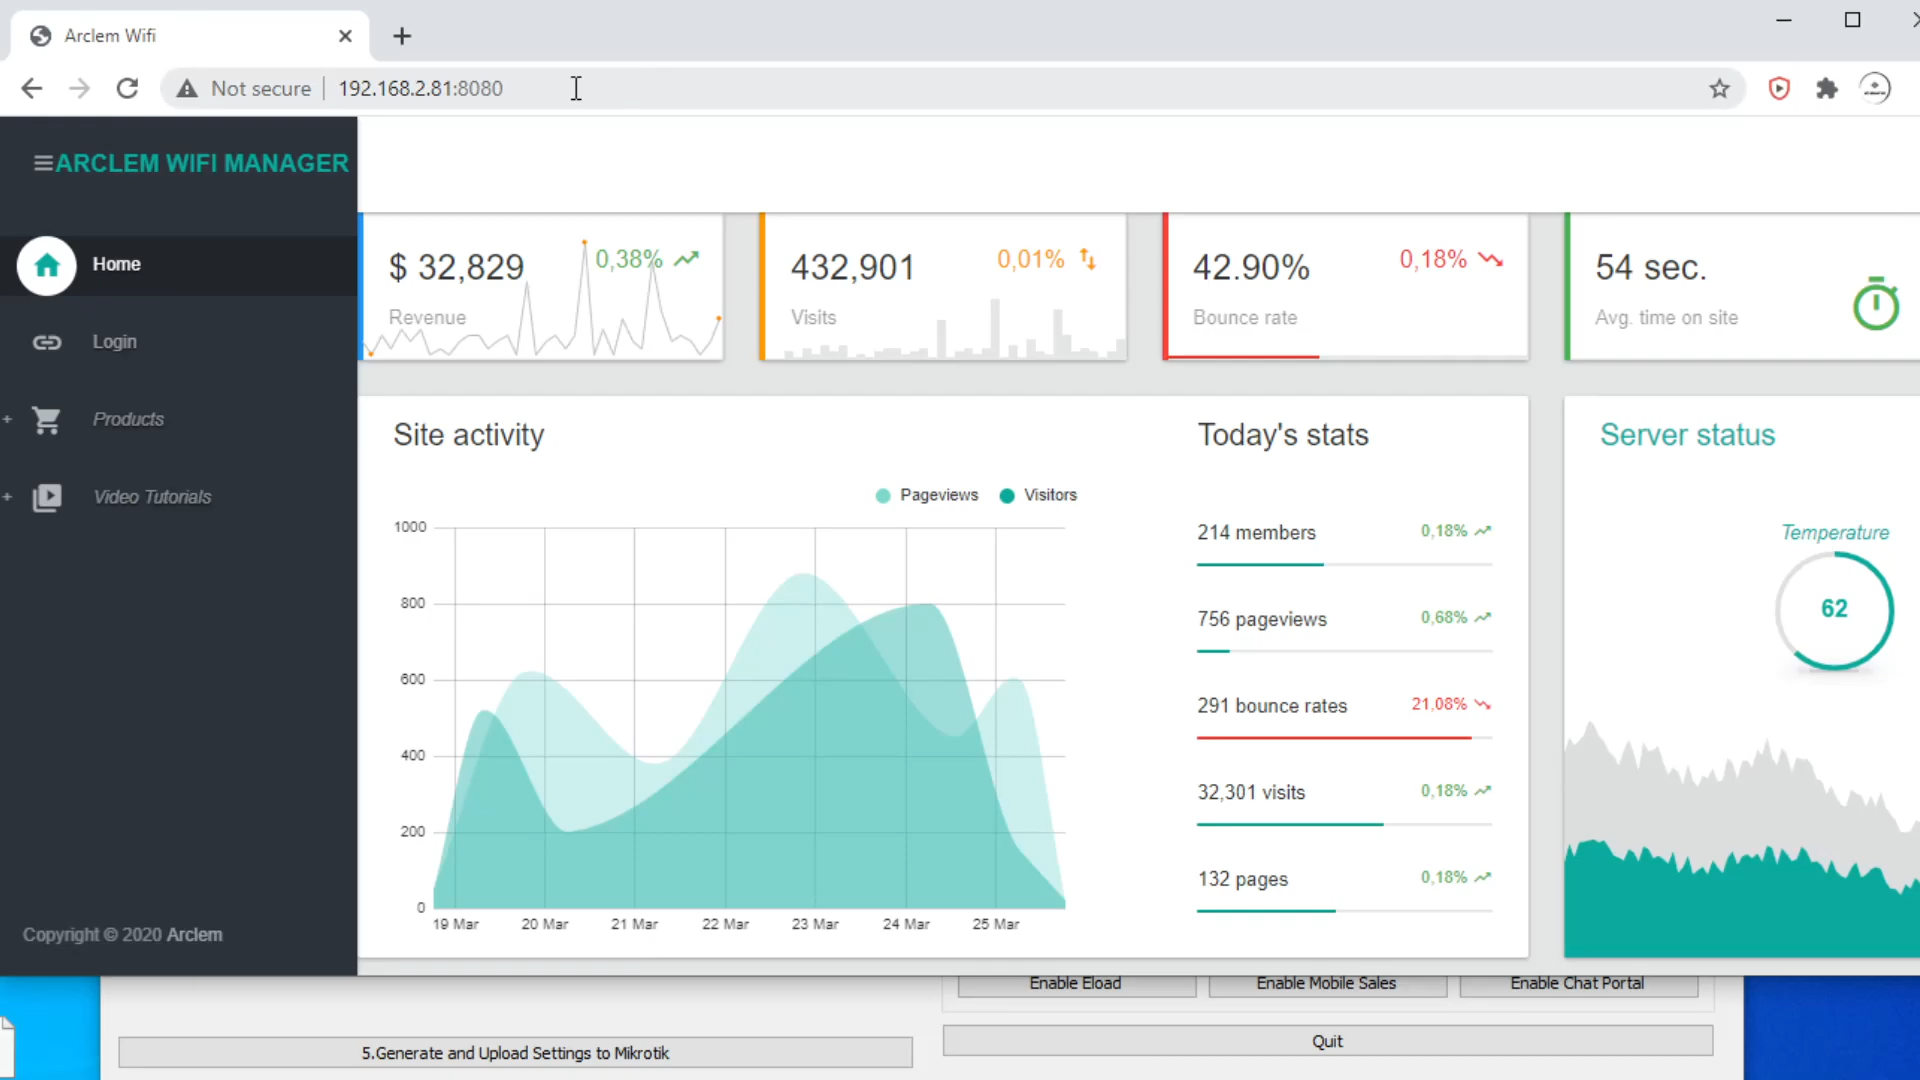 Arclem Wifi
Not secure
192.168.2.81:8080
ARCLEM WIFI MANAGER
Home
Login
+ Products
+ Video Tutorials
Copyright © 2020 Arclem
$ 32,829
0,38%
Revenue
432,901
0,01%
Visits
42.90%
0,18%
Bounce rate
54 sec.
Avg. time on site
Site activity
Pageviews
Visitors
1000
800
600
400
200
0
19 Mar
20 Mar
21 Mar
22 Mar
23 Mar
24 Mar
25 Mar
Today's stats
214 members
0,18%
756 pageviews
0,68%
291 bounce rates
21,08%
32,301 visits
0,18%
132 pages
0,18%
Server status
Temperature
62
Enable Eload
Enable Mobile Sales
Enable Chat Portal
5.Generate and Upload Settings to Mikrotik
Quit